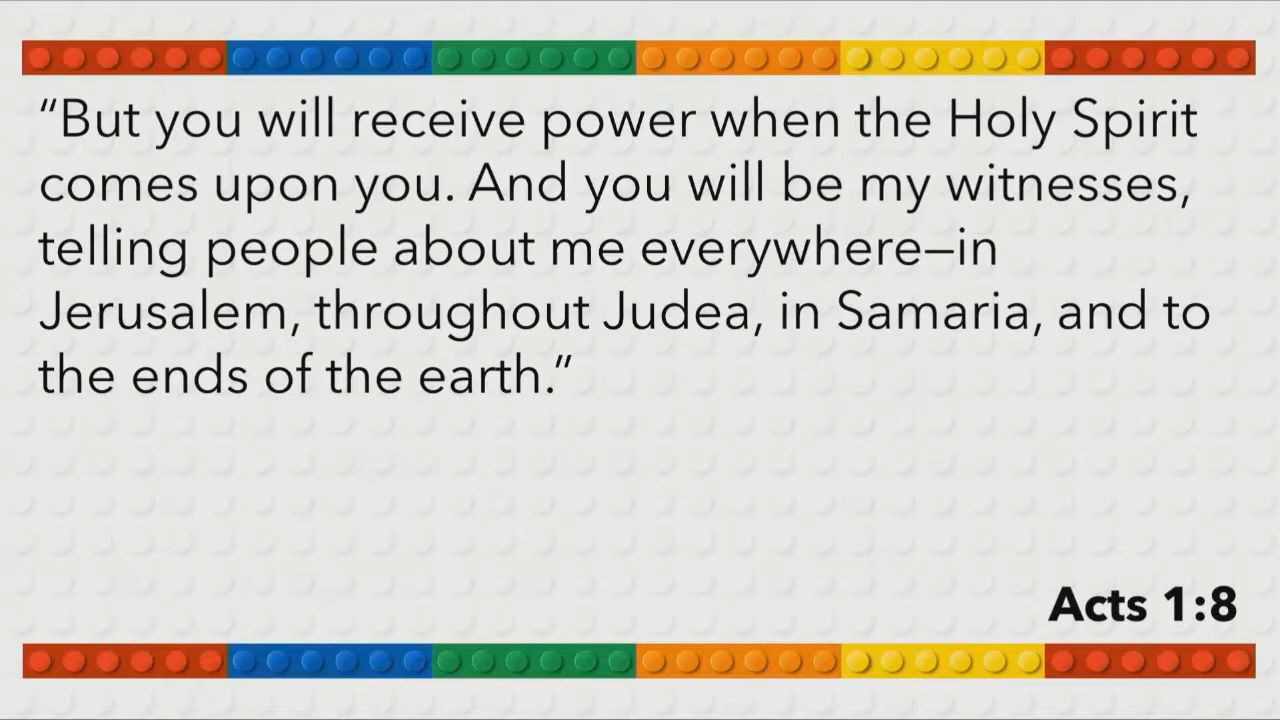 “But you will receive power when the Holy Spirit
comes upon you. And you will be my witnesses,
telling people about me everywhere—in
Jerusalem, throughout Judea, in Samaria, and to
the ends of the earth.”
Acts 1:8